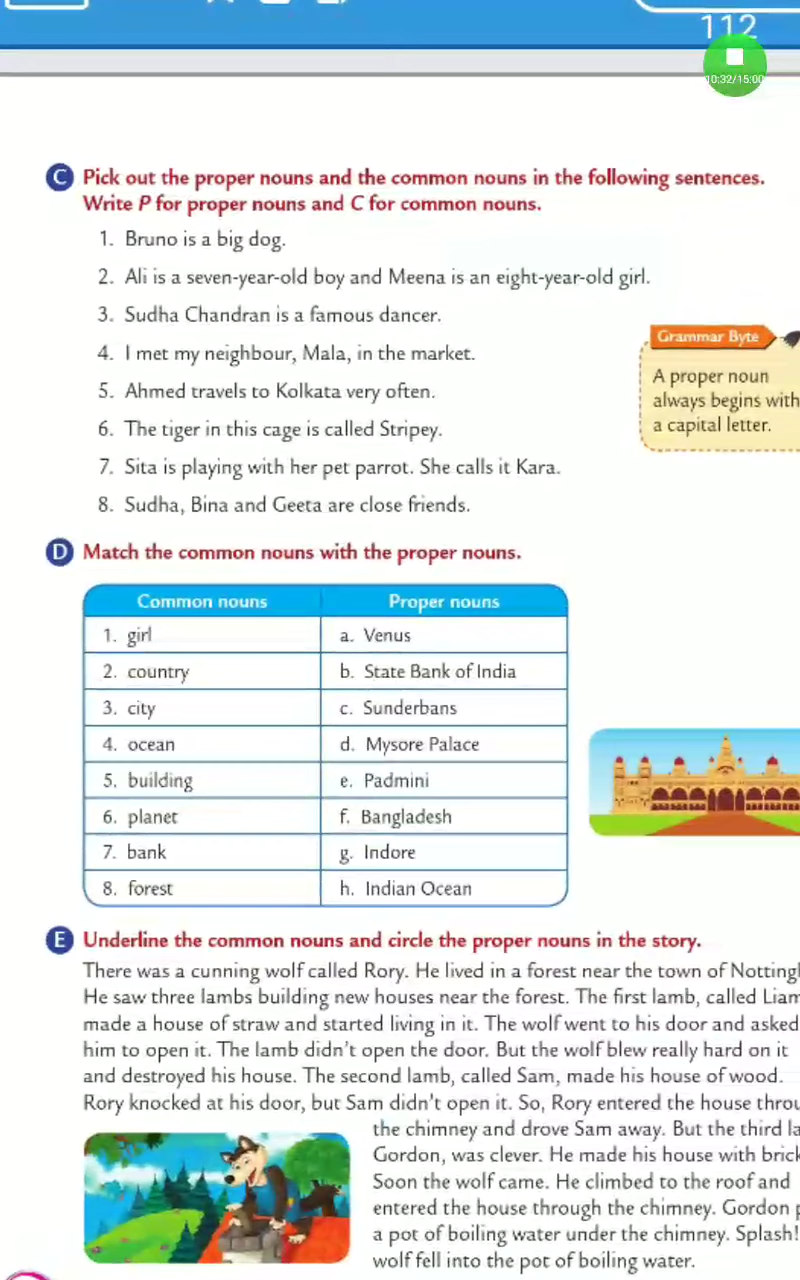 112
10:32/15:00
C Pick out the proper nouns and the common nouns in the following sentences.
Write P for proper nouns and C for common nouns.
1. Bruno is a big dog.
2. Ali is a seven-year-old boy and Meena is an eight-year-old girl.
3. Sudha Chandran is a famous dancer.
4. I met my neighbour, Mala, in the market.
5. Ahmed travels to Kolkata very often.
6. The tiger in this cage is called Stripey.
7. Sita is playing with her pet parrot. She calls it Kara.
8. Sudha, Bina and Geeta are close friends.
Grammar Byte
A proper noun
always begins with
a capital letter.
D Match the common nouns with the proper nouns.
Common nouns Proper nouns
1. girl a. Venus
2. country b. State Bank of India
3. city c. Sunderbans
4. ocean d. Mysore Palace
5. building e. Padmini
6. planet f. Bangladesh
7. bank g. Indore
8. forest h. Indian Ocean
E Underline the common nouns and circle the proper nouns in the story.
There was a cunning wolf called Rory. He lived in a forest near the town of
He saw three lambs building new houses near the forest. The first lamb, called Liam
made a house of straw and started living in it. The wolf went to his door and asked
him to open it. The lamb didn't open the door. But the wolf blew really hard on it
and destroyed his house. The second lamb, called Sam, made his house of wood.
Rory knocked at his door, but Sam didn't open it. So, Rory entered the house
the chimney and drove Sam away. But the third
Gordon, was clever. He made his house with
Soon the wolf came. He climbed to the roof and
entered the house through the chimney. Gordon
a pot of boiling water under the chimney. Splash!
wolf fell into the pot of boiling water.